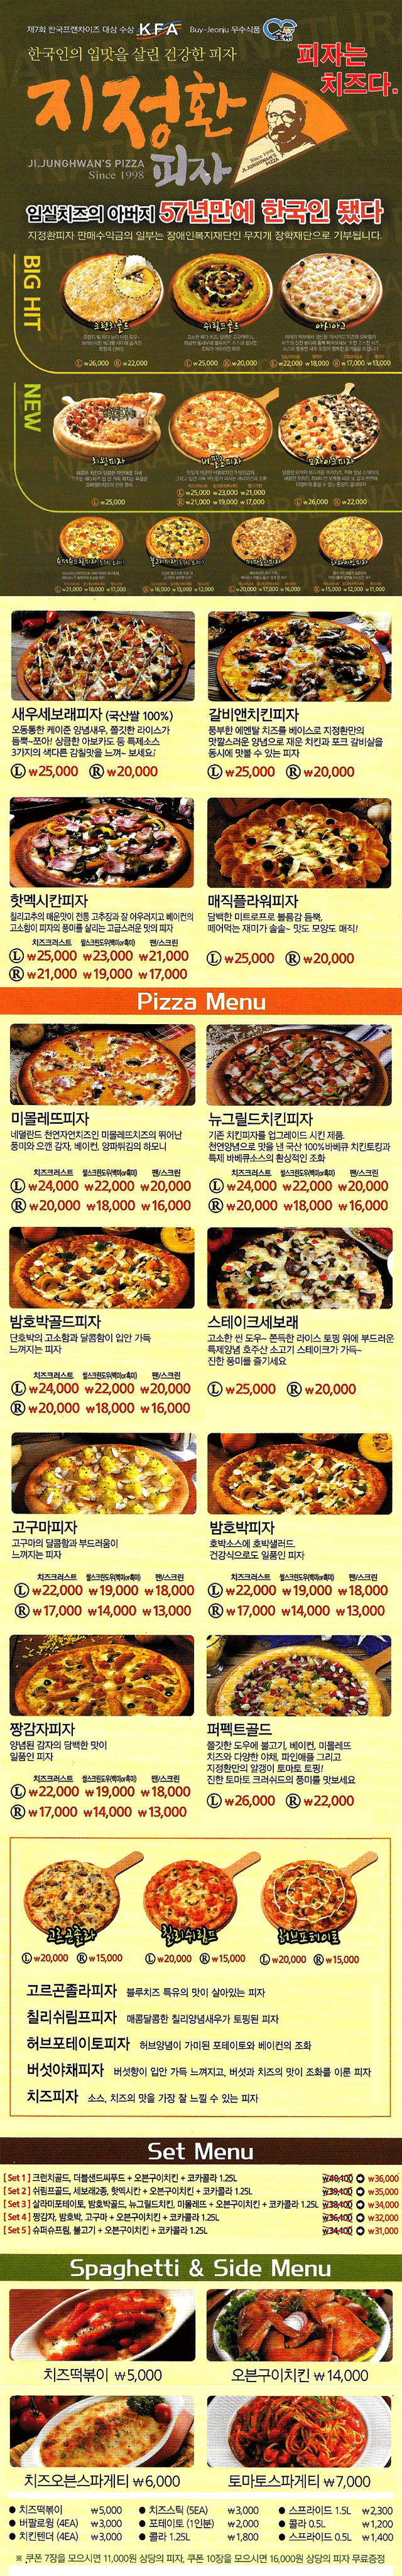 제7회 한국프랜차이즈 대상 수상 KFA Buy-Jeonju 우수식품
한국인의 입맛을 살린 건강한 피자
피자는
치즈다.
지정환
피자
JI.JUNGHWAN'S PIZZA
Since 1998
Since 1998
JI.JUNGHWAN
PIZZA
임실치즈의 아버지 57년만에 한국인 됐다
지정환피자 판매수익금의 일부는 장애인복지재단인 무지개 장학재단으로 기부됩니다.
BIG HIT
크런치골드
쉬림프골드
아시아고
Ⓛ ₩26,000 Ⓡ ₩22,000
Ⓛ ₩25,000 Ⓡ ₩20,000
Ⓛ ₩22,000 ₩18,000 Ⓡ ₩17,000 ₩13,000
NEW
모자이크피자
Ⓛ ₩25,000
Ⓛ ₩25,000 ₩23,000 ₩21,000
Ⓡ ₩21,000 ₩19,000 ₩17,000
Ⓛ ₩26,000 Ⓡ ₩22,000
Ⓛ ₩21,000 ₩18,000 ₩17,000
Ⓡ ₩16,000 ₩13,000 ₩12,000
Ⓛ ₩20,000 ₩17,000 ₩16,000
Ⓡ ₩15,000 ₩12,000 ₩11,000
새우세보래피자 (국산쌀 100%)
오동통한 케이준 양념새우, 쫄깃한 라이스가
듬뿍~쪼아! 상큼한 아보카도 등 특제소스
3가지의 색다른 감칠맛을 느껴~ 보세요!
Ⓛ ₩25,000 Ⓡ ₩20,000
갈비앤치킨피자
풍부한 에멘탈 치즈를 베이스로 지정환만의
맛깔스러운 양념으로 재운 치킨과 포크 갈비살을
동시에 맛볼 수 있는 피자
Ⓛ ₩25,000 Ⓡ ₩20,000
핫멕시칸피자
칠리고추의 매운맛이 전통 고추장과 잘 어우러지고 베이컨의
고소함이 피자의 풍미를 살리는 고급스러운 맛의 피자
치즈크러스트 쌀스크린도우(백미or흑미) 팬/스크린
Ⓛ ₩25,000 ₩23,000 ₩21,000
Ⓡ ₩21,000 ₩19,000 ₩17,000
매직플라워피자
담백한 미트로프로 볼륨감 듬뿍,
떼어먹는 재미가 솔솔~ 맛도 모양도 매직!
Ⓛ ₩25,000 Ⓡ ₩20,000
Pizza Menu
미몰레뜨피자
네덜란드 천연자연치즈인 미몰레뜨치즈의 뛰어난
풍미와 으깬 감자, 베이컨, 양파튀김의 하모니
치즈크러스트 쌀스크린도우(백미or흑미) 팬/스크린
Ⓛ ₩24,000 ₩22,000 ₩20,000
Ⓡ ₩20,000 ₩18,000 ₩16,000
뉴그릴드치킨피자
기존 치킨피자를 업그레이드 시킨 제품.
천연양념으로 맛을 낸 국산 100%바베큐 치킨토킹과
특제 바베큐소스의 환상적인 조화
치즈크러스트 쌀스크린도우(백미or흑미) 팬/스크린
Ⓛ ₩24,000 ₩22,000 ₩20,000
Ⓡ ₩20,000 ₩18,000 ₩16,000
밤호박골드피자
단호박의 고소함과 달콤함이 입안 가득
느껴지는 피자
치즈크러스트 쌀스크린도우(백미or흑미) 팬/스크린
Ⓛ ₩24,000 ₩22,000 ₩20,000
Ⓡ ₩20,000 ₩18,000 ₩16,000
스테이크세보래
고소한 씬 도우~ 쫀득한 라이스 토핑 위에 부드러운
특제양념 호주산 소고기 스테이크가 가득~
진한 풍미를 즐기세요
Ⓛ ₩25,000 Ⓡ ₩20,000
고구마피자
고구마의 달콤함과 부드러움이
느껴지는 피자
치즈크러스트 쌀스크린도우(백미or흑미) 팬/스크린
Ⓛ ₩22,000 ₩19,000 ₩18,000
Ⓡ ₩17,000 ₩14,000 ₩13,000
밤호박피자
호박소스에 호박샐러드.
건강식으로도 일품인 피자
치즈크러스트 쌀스크린도우(백미or흑미) 팬/스크린
Ⓛ ₩22,000 ₩19,000 ₩18,000
Ⓡ ₩17,000 ₩14,000 ₩13,000
짱감자피자
양념된 감자의 담백한 맛이
일품인 피자
치즈크러스트 쌀스크린도우(백미or흑미) 팬/스크린
Ⓛ ₩22,000 ₩19,000 ₩18,000
Ⓡ ₩17,000 ₩14,000 ₩13,000
퍼펙트골드
쫄깃한 도우에 불고기, 베이컨, 미몰레뜨
치즈와 다양한 야채, 파인애플 그리고
지정환만의 알갱이 토마토 토핑!
진한 토마토 크러쉬드의 풍미를 맛보세요
Ⓛ ₩26,000 Ⓡ ₩22,000
고르곤졸라
칠리쉬림프
허브포테이토
Ⓛ ₩20,000 Ⓡ ₩15,000
Ⓛ ₩20,000 Ⓡ ₩15,000
Ⓛ ₩20,000 Ⓡ ₩15,000
고르곤졸라피자 블루치즈 특유의 맛이 살아있는 피자
칠리쉬림프피자 매콤달콤한 칠리양념새우가 토핑된 피자
허브포테이토피자 허브양념이 가미된 포테이토와 베이컨의 조화
버섯야채피자 버섯향이 입안 가득 느껴지고, 버섯과 치즈의 맛이 조화를 이룬 피자
치즈피자 소스, 치즈의 맛을 가장 잘 느낄 수 있는 피자
Set Menu
[ Set 1 ] 크런치골드, 더블샌드씨푸드 + 오븐구이치킨 + 코카콜라 1.25L ₩40,400 ₩36,000
[ Set 2 ] 쉬림프골드, 세보래2종, 핫멕시칸 + 오븐구이치킨 + 코카콜라 1.25L ₩39,400 ₩35,000
[ Set 3 ] 살라미포테이토, 밤호박골드, 뉴그릴드치킨, 미몰레뜨 + 오븐구이치킨 + 코카콜라 1.25L ₩38,400 ₩34,000
[ Set 4 ] 짱감자, 밤호박, 고구마 + 오븐구이치킨 + 코카콜라 1.25L ₩36,400 ₩32,000
[ Set 5 ] 슈퍼슈프림, 불고기 + 오븐구이치킨 + 코카콜라 1.25L ₩34,400 ₩31,000
Spaghetti & Side Menu
치즈떡볶이 ₩5,000
오븐구이치킨 ₩14,000
치즈오븐스파게티 ₩6,000
토마토스파게티 ₩7,000
● 치즈떡볶이 ₩5,000 ● 치즈스틱 (5EA) ₩3,000 ● 스프라이드 1.5L ₩2,300
● 버팔로윙 (4EA) ₩3,000 ● 포테이토 (1인분) ₩2,000 ● 콜라 0.5L ₩1,200
● 치킨텐더 (4EA) ₩3,000 ● 콜라 1.25L ₩1,800 ● 스프라이드 0.5L ₩1,400
※ 쿠폰 7장을 모으시면 11,000원 상당의 피자, 쿠폰 10장을 모으시면 16,000원 상당의 피자 무료증정